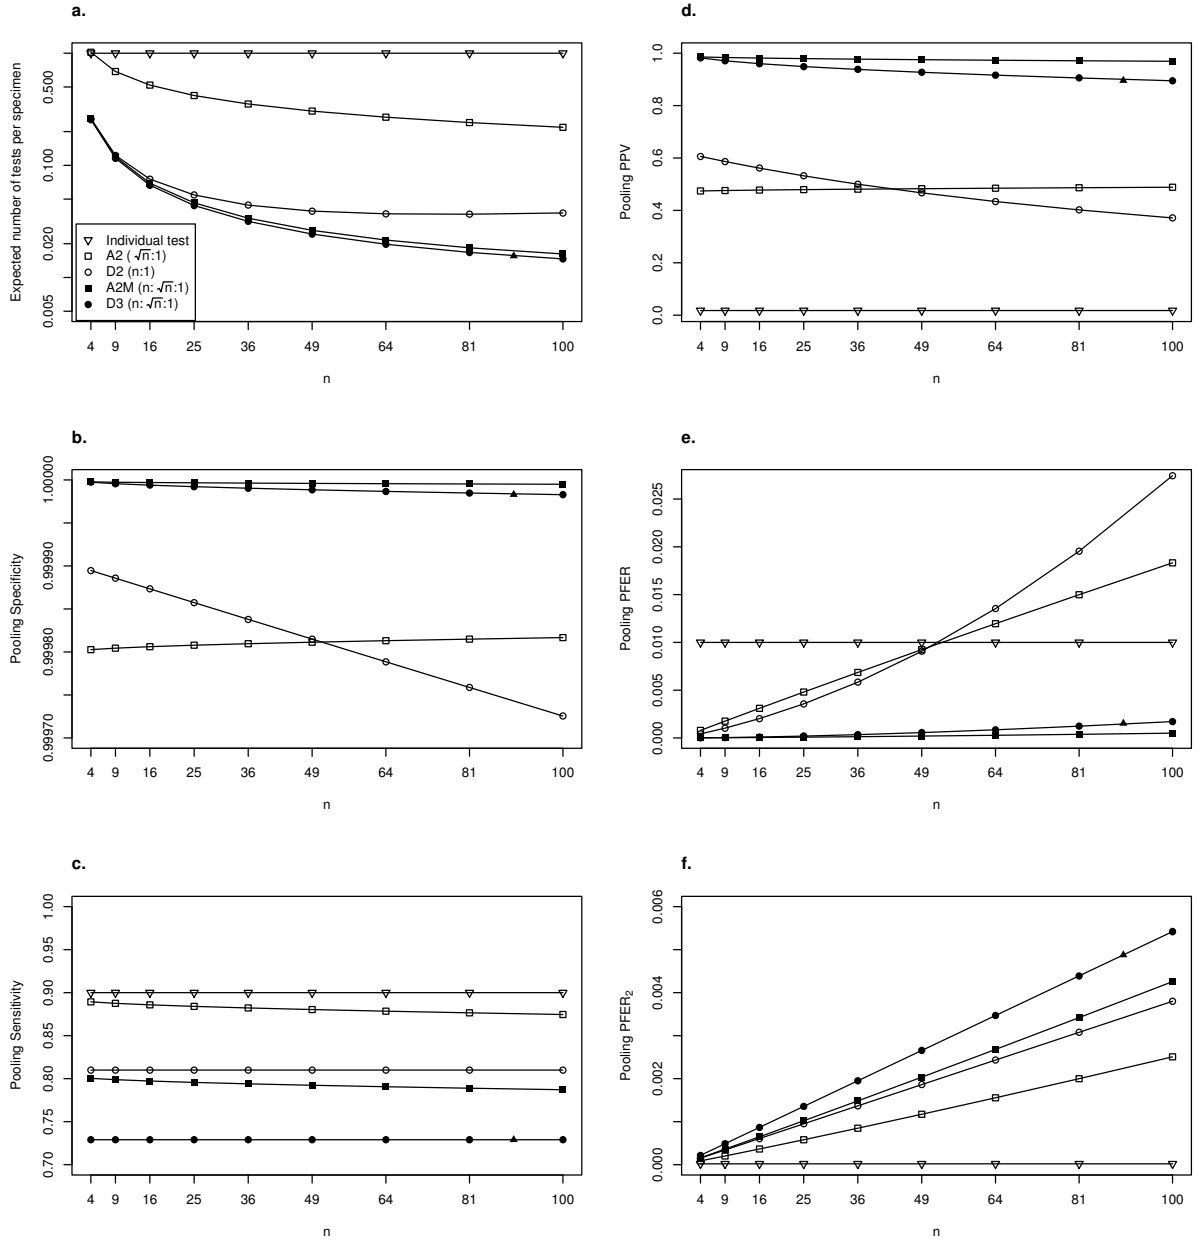 a.
Expected number of tests per specimen
0.500
0.100
0.020
0.005
Individual test
A2 ( √n:1)
D2 (n:1)
A2M (n: √n:1)
D3 (n: √n:1)
4 9 16 25 36 49 64 81 100
n
d.
Pooling PPV
1.0
0.8
0.6
0.4
0.2
0.0
4 9 16 25 36 49 64 81 100
n
b.
Pooling Specificity
1.00000
0.99990
0.99980
0.99970
4 9 16 25 36 49 64 81 100
n
e.
Pooling PFER
0.025
0.020
0.015
0.010
0.005
0.000
4 9 16 25 36 49 64 81 100
n
c.
Pooling Sensitivity
1.00
0.95
0.90
0.85
0.80
0.75
0.70
4 9 16 25 36 49 64 81 100
n
f.
Pooling PFER₂
0.006
0.004
0.002
0.000
4 9 16 25 36 49 64 81 100
n